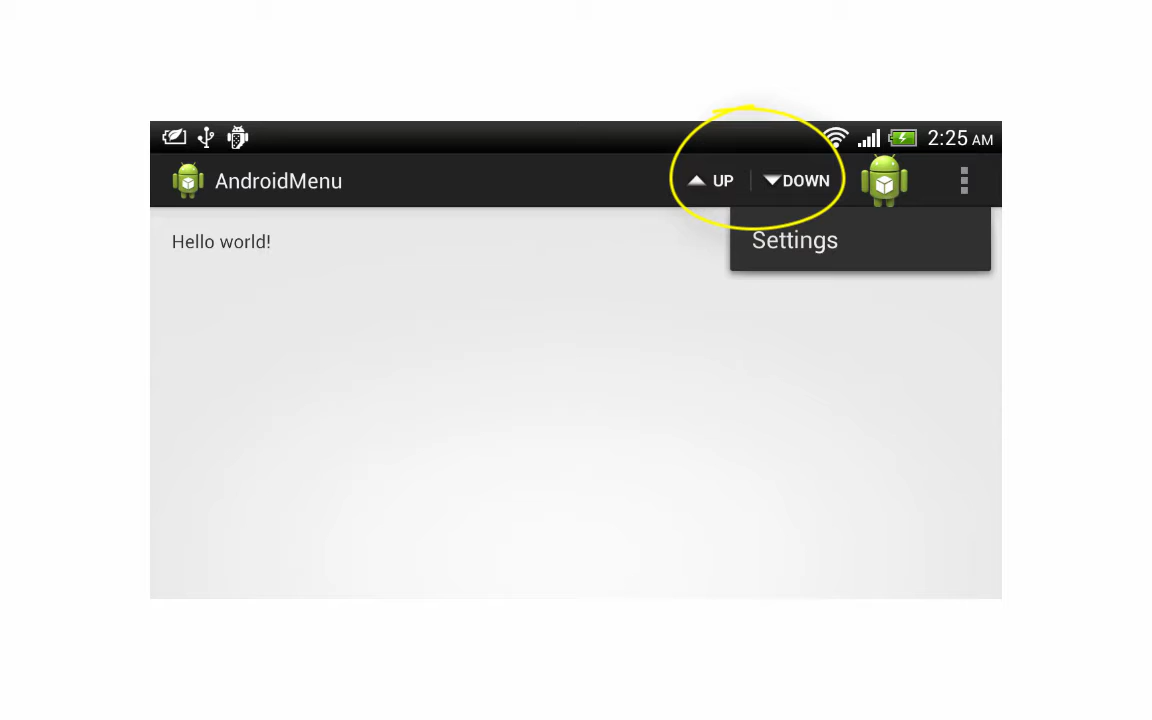 2:25 AM
AndroidMenu
UP
DOWN
Settings
Hello world!